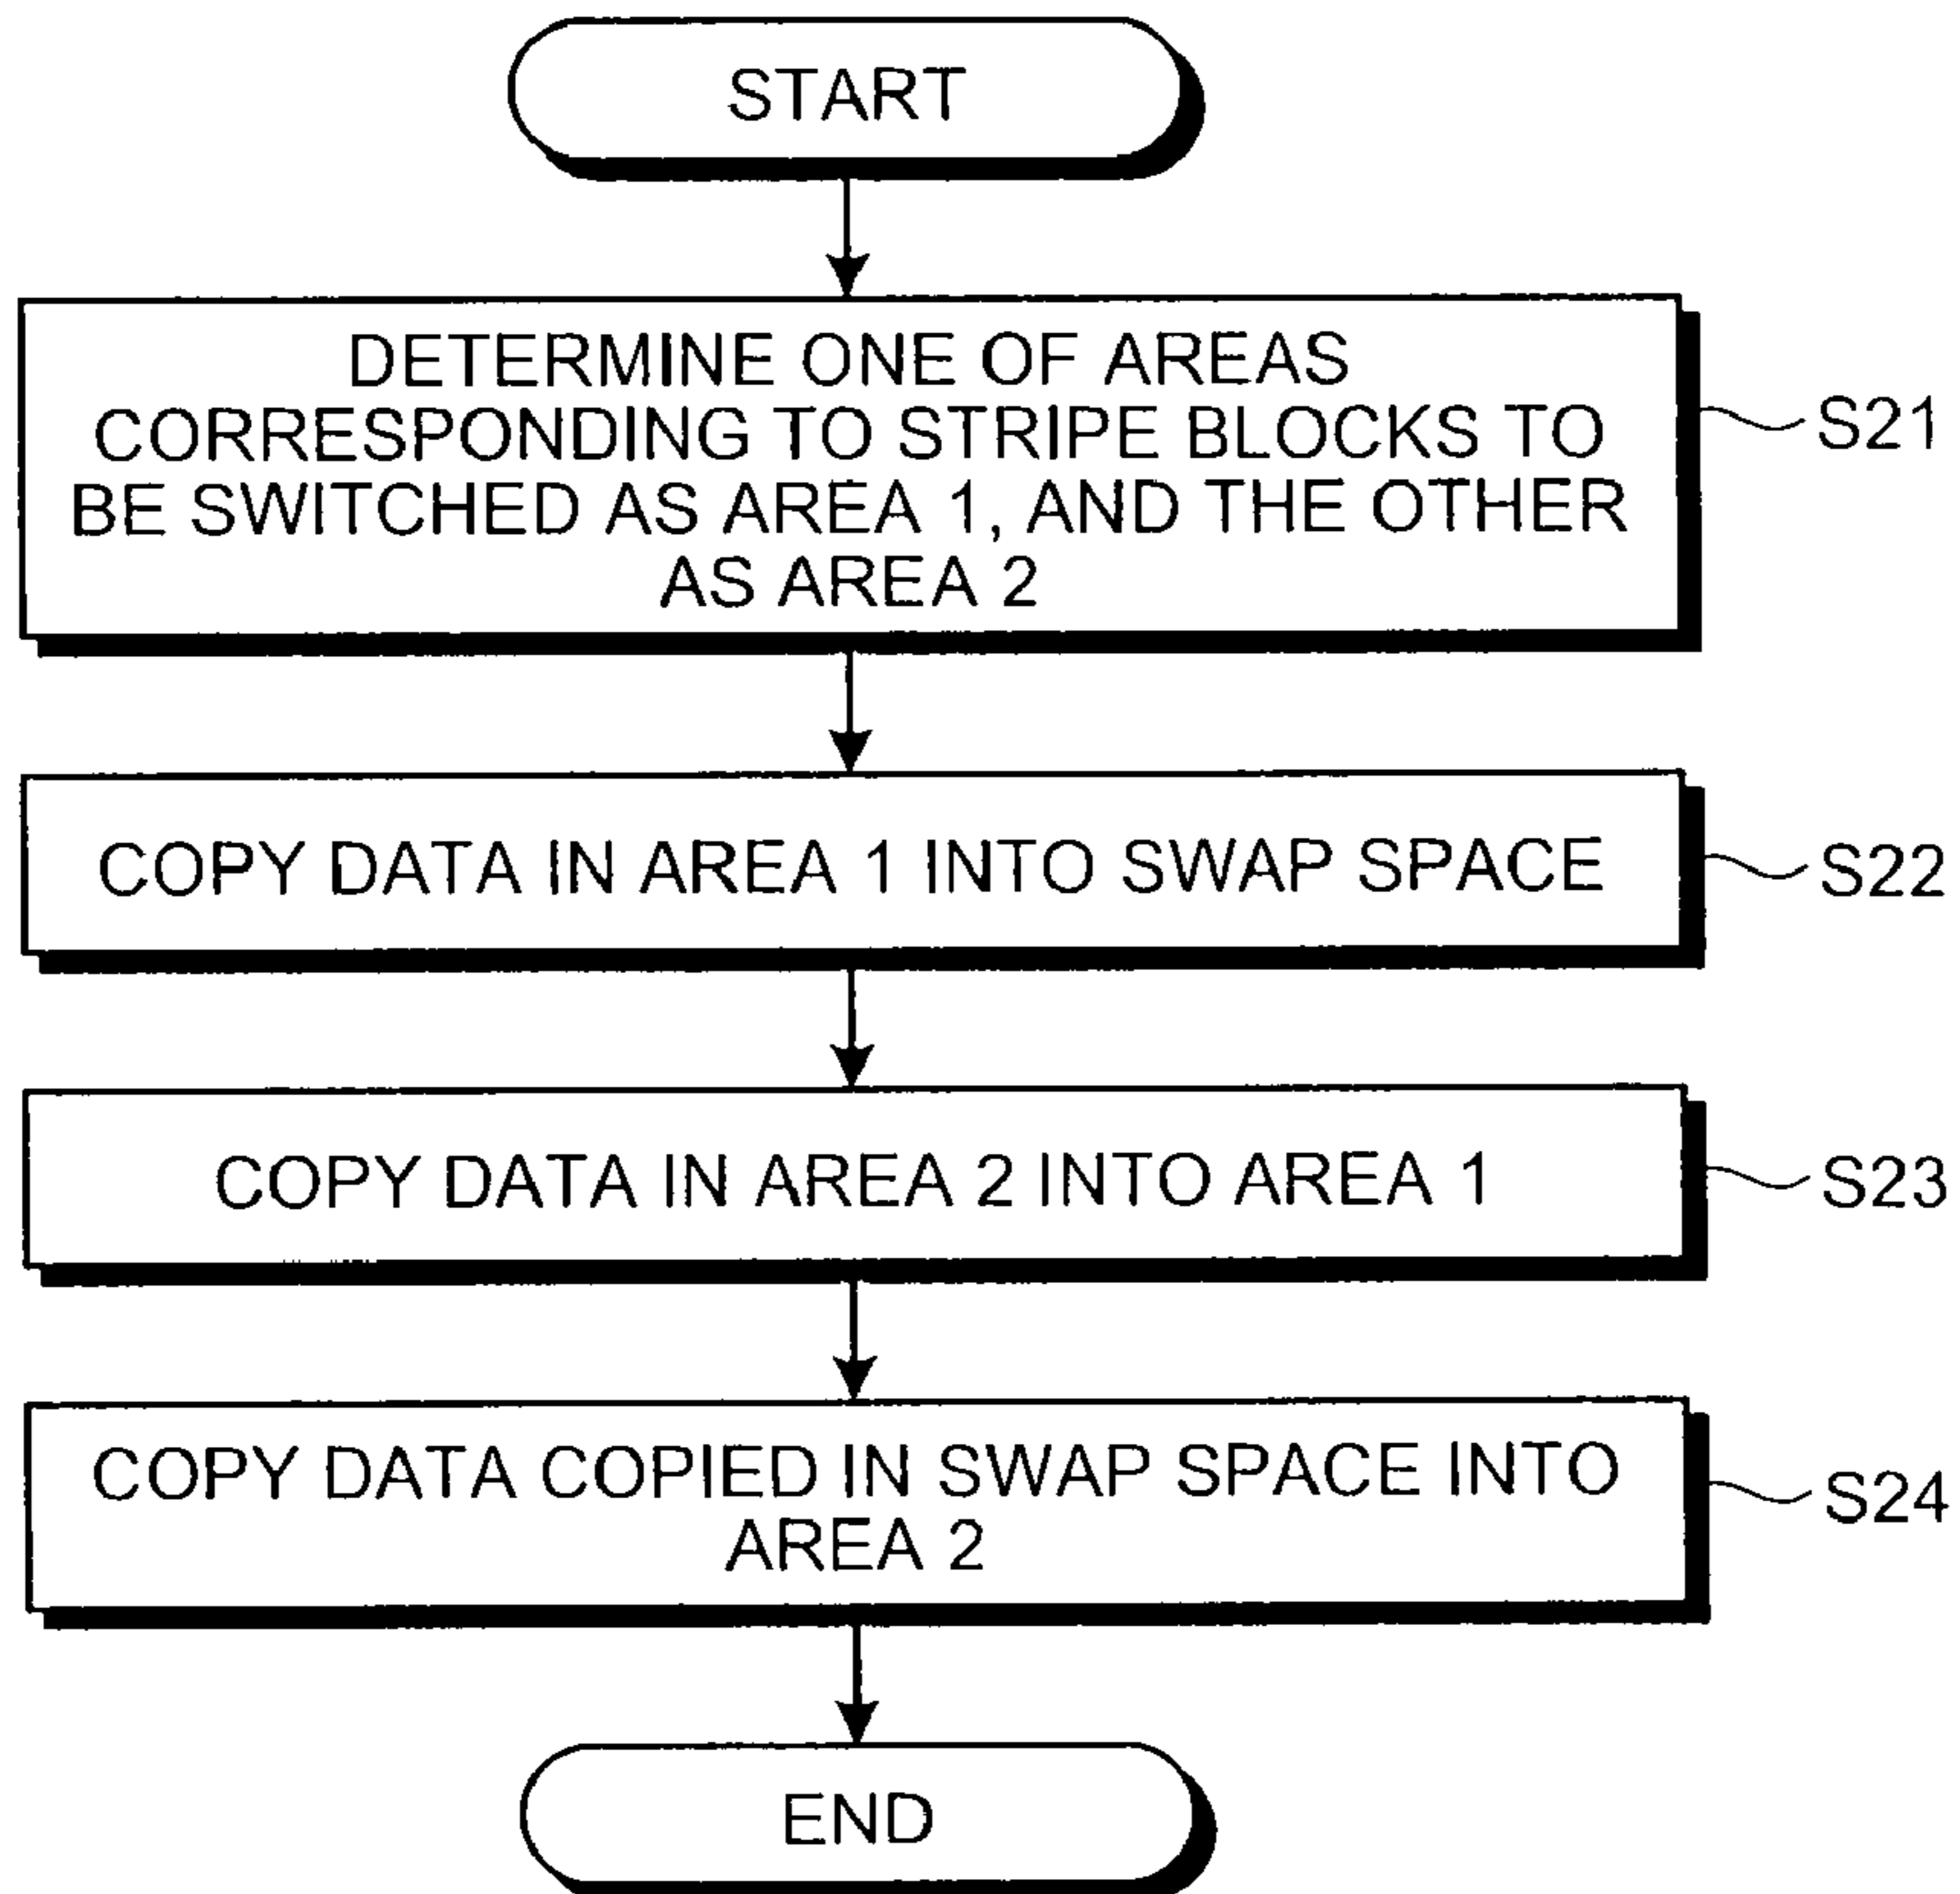 START
DETERMINE ONE OF AREAS
CORRESPONDING TO STRIPE BLOCKS TO
BE SWITCHED AS AREA 1, AND THE OTHER
AS AREA 2
S21
COPY DATA IN AREA 1 INTO SWAP SPACE
S22
COPY DATA IN AREA 2 INTO AREA 1
S23
COPY DATA COPIED IN SWAP SPACE INTO
AREA 2
S24
END